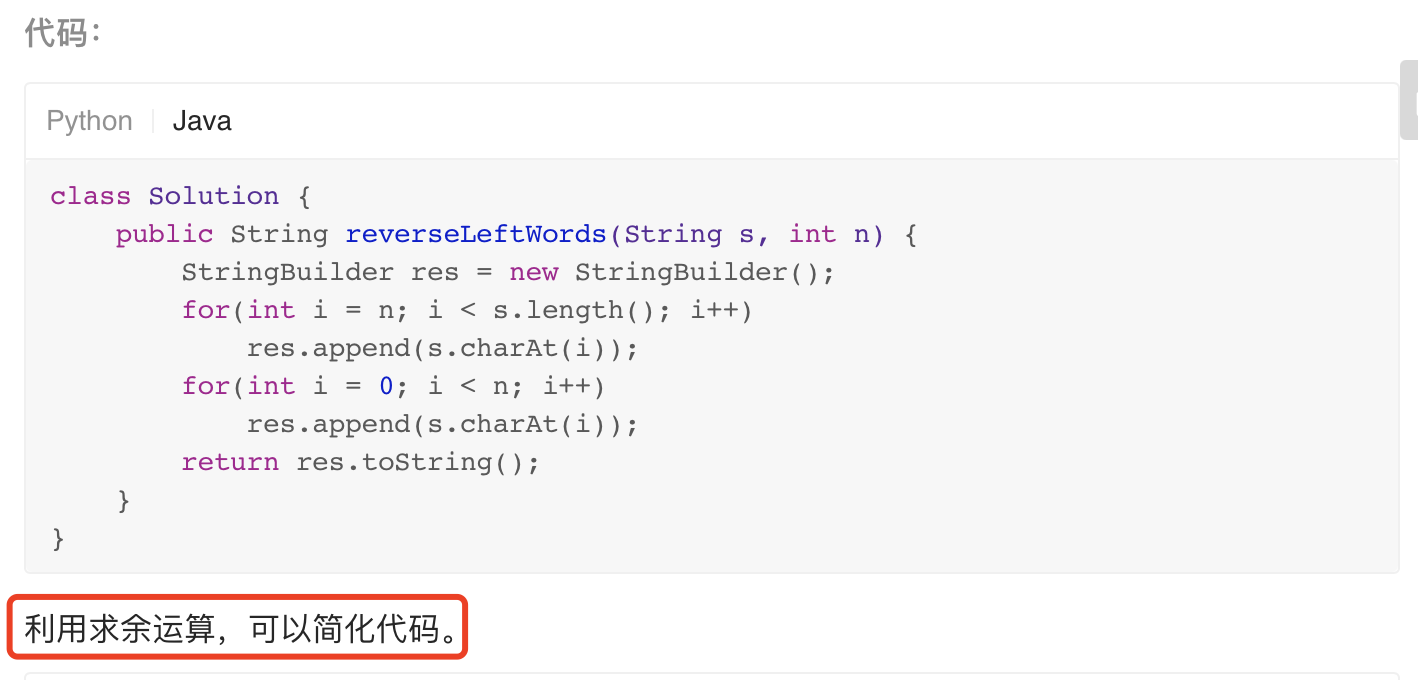 代码：
Python | Java
class Solution {
    public String reverseLeftWords(String s, int n) {
        StringBuilder res = new StringBuilder();
        for(int i = n; i < s.length(); i++)
            res.append(s.charAt(i));
        for(int i = 0; i < n; i++)
            res.append(s.charAt(i));
        return res.toString();
    }
}
利用求余运算，可以简化代码。